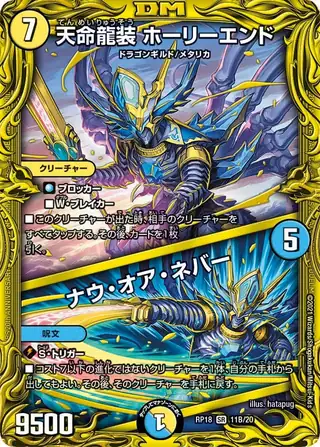 DM
7
てんめいりゅうそう
天命龍装 ホーリーエンド
ドラゴンギルド/メタリカ
クリーチャー
ブロッカー
W・ブレイカー
このクリーチャーが出た時、相手のクリーチャーを
すべてタップする。その後、カードを1枚
引く。
5
ナウ・オア・ネバー
呪文
S・トリガー
コスト7以下の進化ではないクリーチャーを1体、自分の手札から
出してもよい。その後、そのクリーチャーを手札に戻す。
illus. hatapug
9500
1
RP18 SR 11B/20